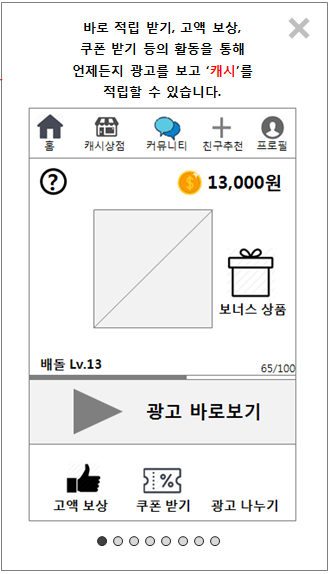 바로 적립 받기, 고액 보상,
쿠폰 받기 등의 활동을 통해
언제든지 광고를 보고 ‘캐시’를
적립할 수 있습니다.
홈 캐시상점 커뮤니티 친구추천 프로필
? $ 13,000원
보너스 상품
배돌 Lv.13
65/100
광고 바로보기
고액 보상 쿠폰 받기 광고 나누기